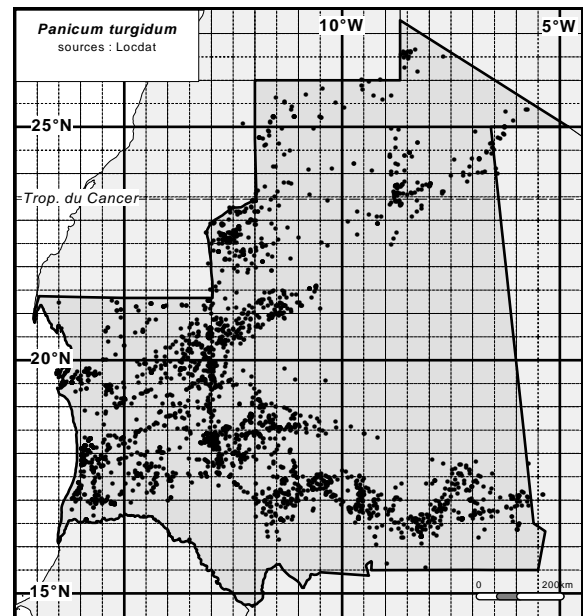 Panicum turgidum
sources : Locdat
10°W
5°W
25°N
Trop. du Cancer
20°N
15°N
0 200km